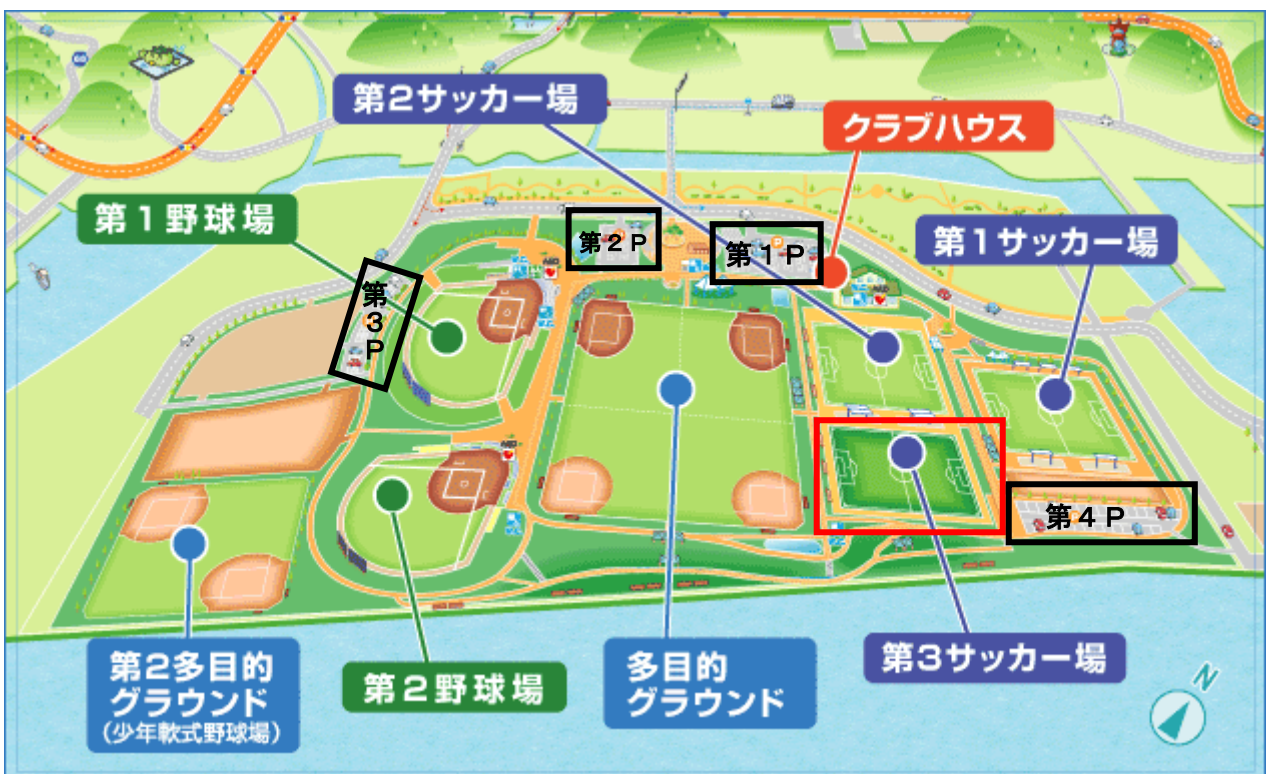 第2サッカー場
クラブハウス
第1野球場
第２Ｐ
第１Ｐ
第1サッカー場
第
３
Ｐ
第４Ｐ
第2多目的
グラウンド
(少年軟式野球場)
第2野球場
多目的
グラウンド
第3サッカー場
N
P